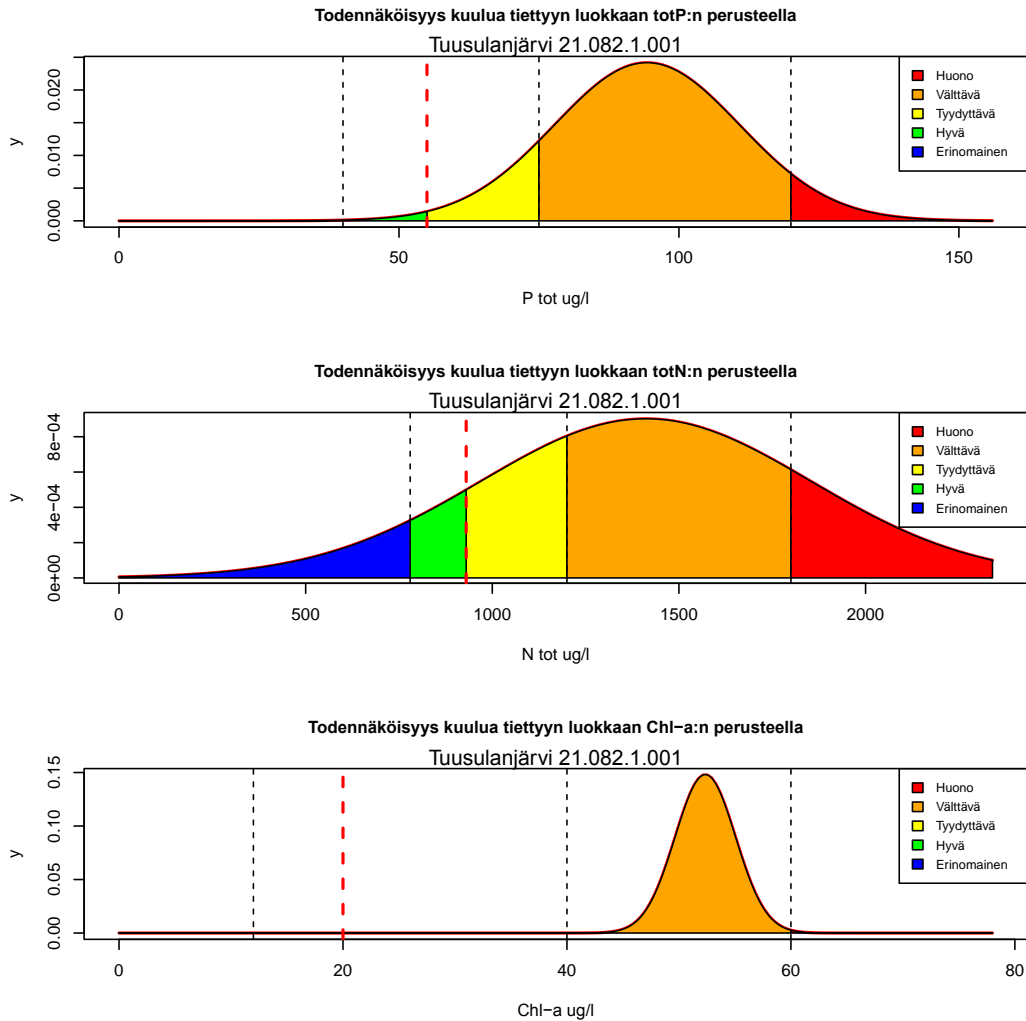 Todennäköisyys kuulua tiettyyn luokkaan totP:n perusteella
Tuusulanjärvi 21.082.1.001
y
0.000
0.010
0.020
Huono
Välttävä
Tyydyttävä
Hyvä
Erinomainen
0
50
100
150
P tot ug/l
Todennäköisyys kuulua tiettyyn luokkaan totN:n perusteella
Tuusulanjärvi 21.082.1.001
y
0e+00
4e−04
8e−04
Huono
Välttävä
Tyydyttävä
Hyvä
Erinomainen
0
500
1000
1500
2000
N tot ug/l
Todennäköisyys kuulua tiettyyn luokkaan Chl−a:n perusteella
Tuusulanjärvi 21.082.1.001
y
0.00
0.05
0.10
0.15
Huono
Välttävä
Tyydyttävä
Hyvä
Erinomainen
0
20
40
60
80
Chl−a ug/l